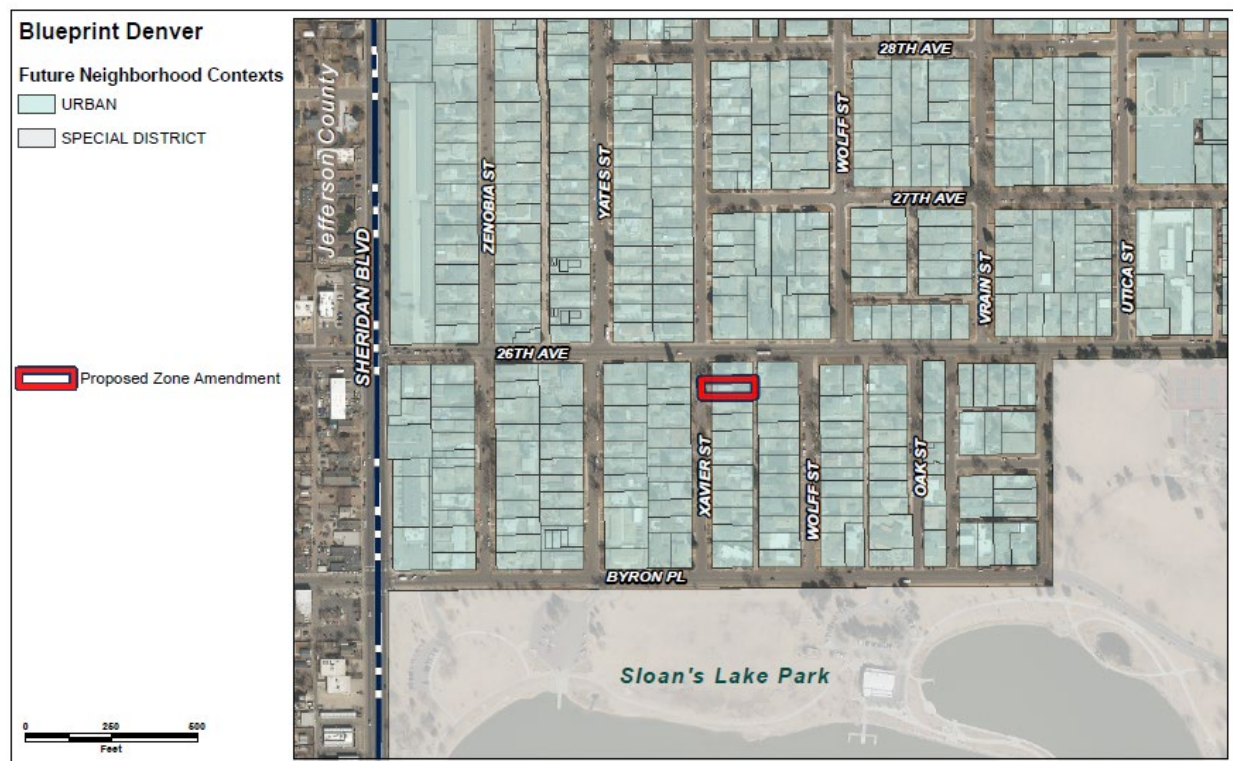 Blueprint Denver
Future Neighborhood Contexts
URBAN
SPECIAL DISTRICT
Proposed Zone Amendment
0 250 500
Feet
Jefferson County
SHERIDAN BLVD
ZENOBIA ST
YATES ST
WOLFF ST
28TH AVE
27TH AVE
VRAIN ST
UTICA ST
26TH AVE
XAVIER ST
WOLFF ST
OAK ST
BYRON PL
Sloan's Lake Park